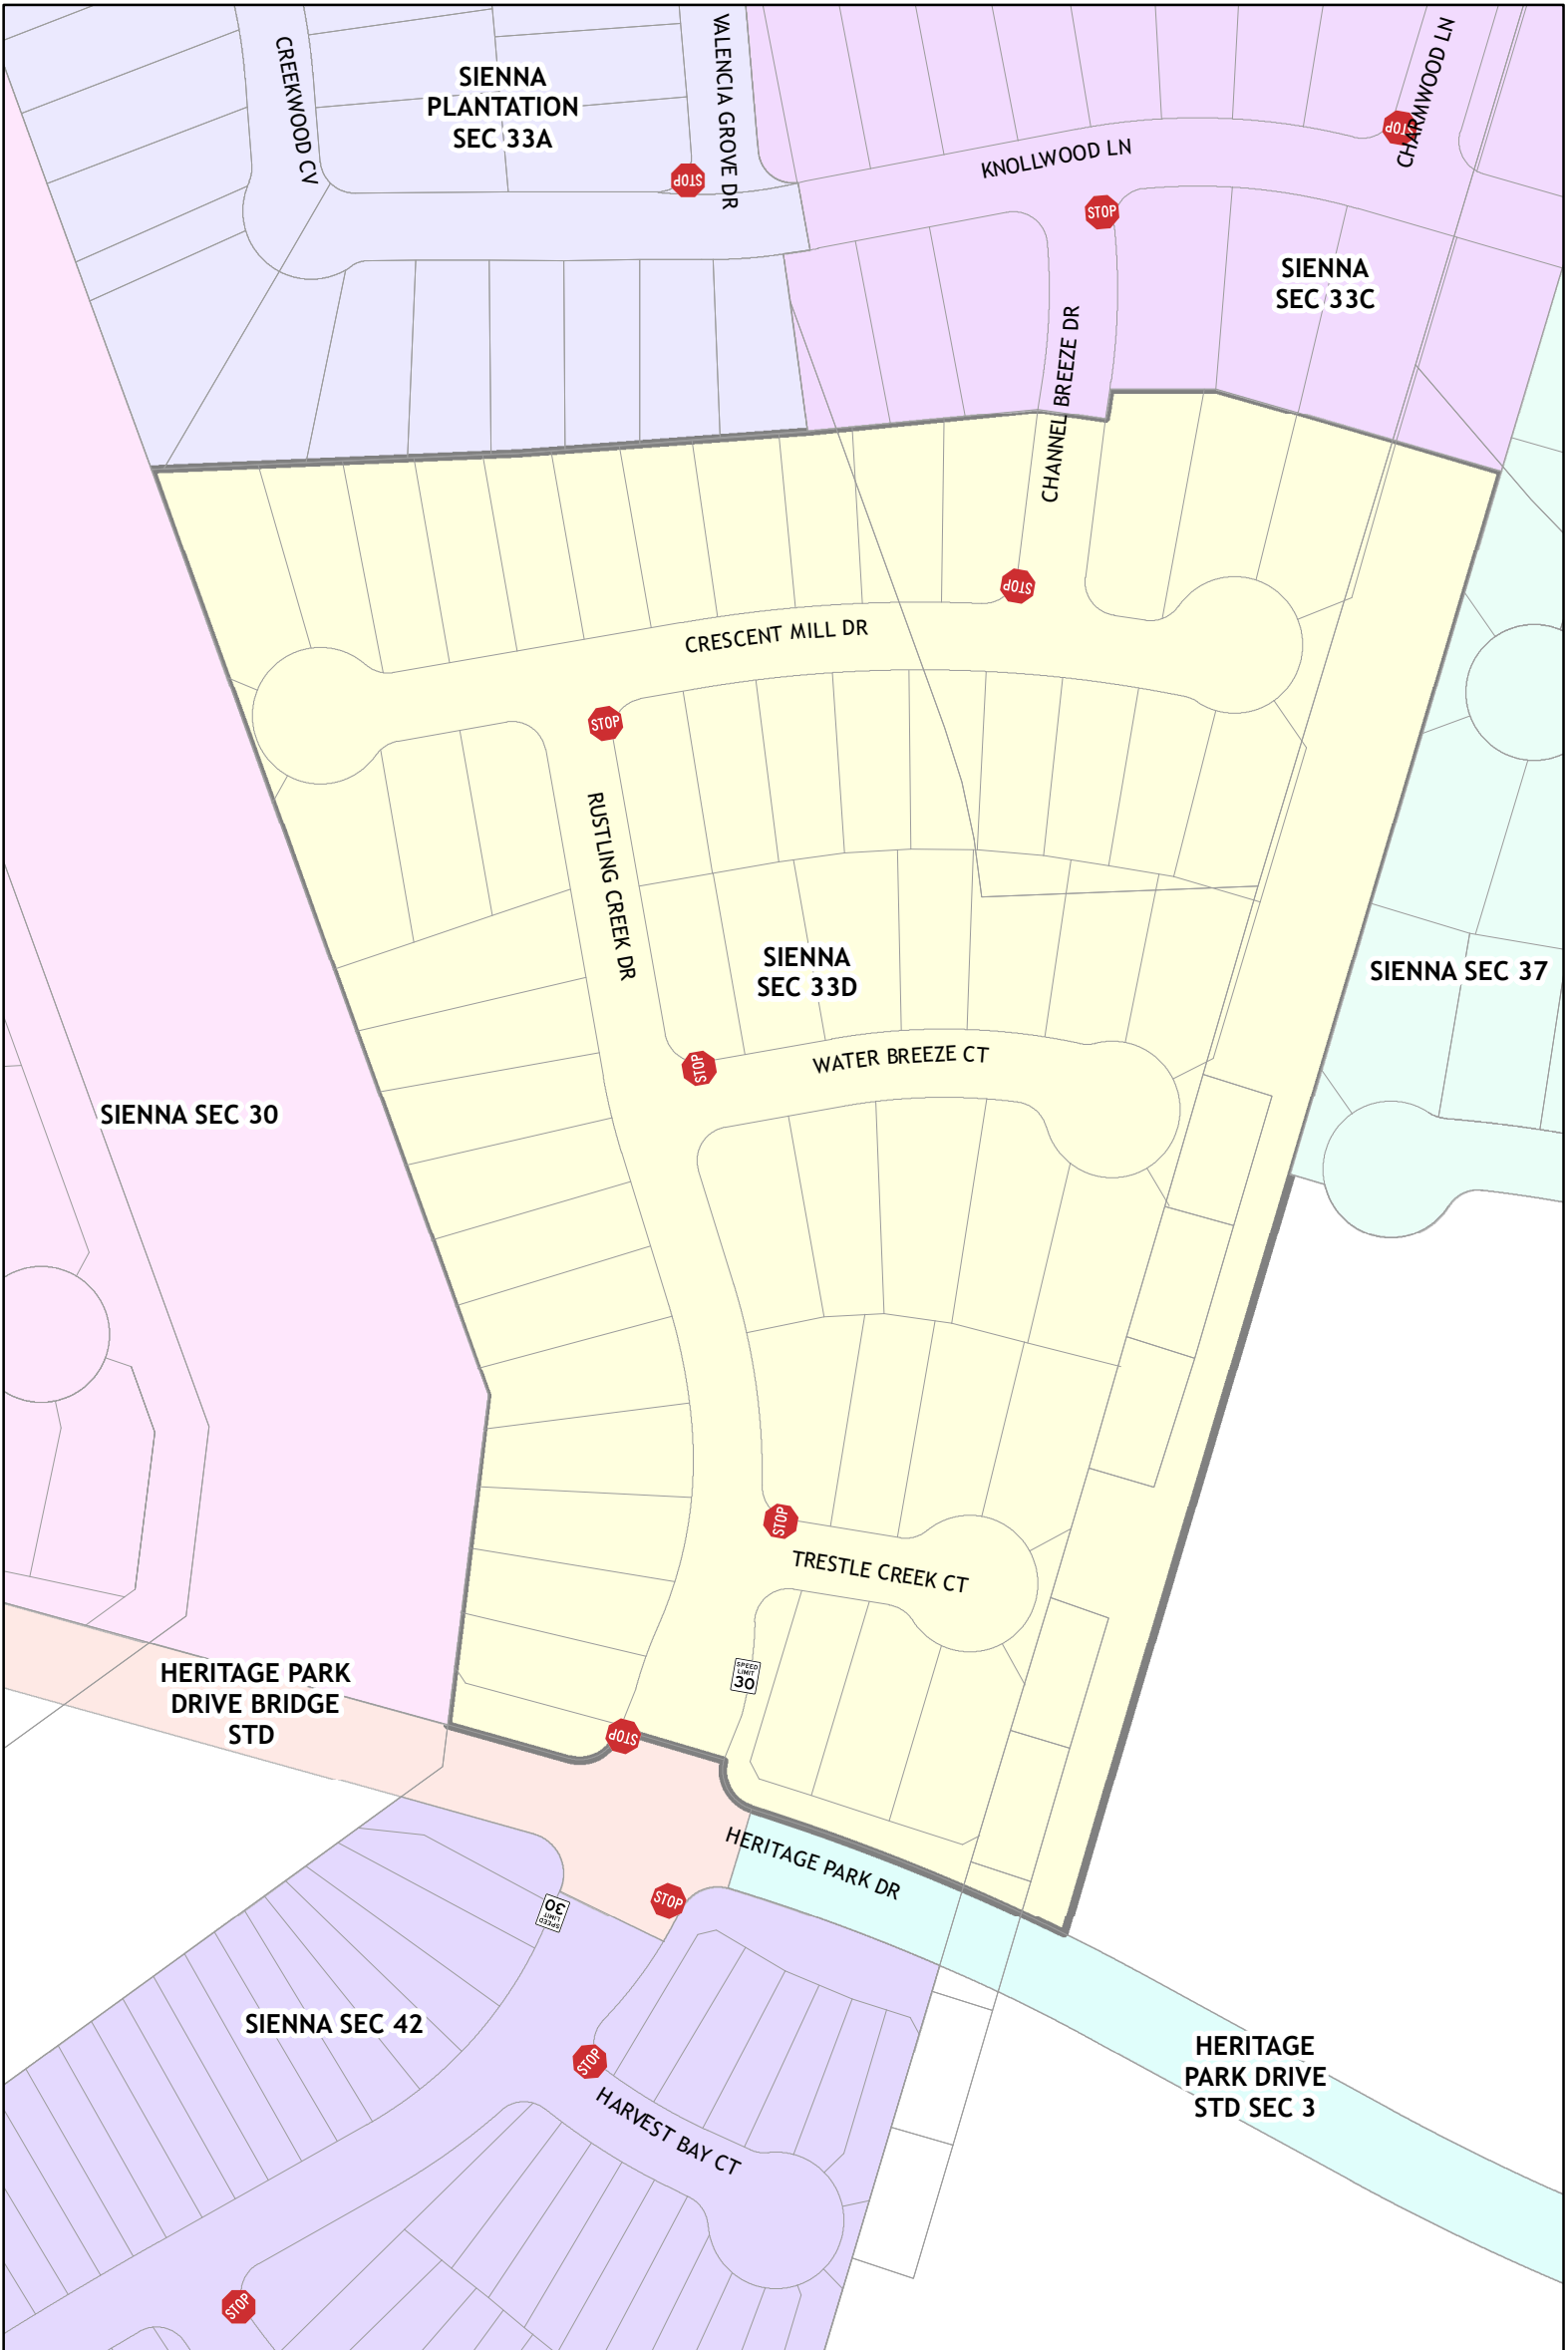 CREEKWOOD CV
SIENNA
PLANTATION
SEC 33A
VALENCIA GROVE DR
STOP
KNOLLWOOD LN
STOP
CHARMWOOD LN
STOP
SIENNA
SEC 33C
CHANNEL BREEZE DR
STOP
CRESCENT MILL DR
STOP
RUSTLING CREEK DR
SIENNA
SEC 33D
SIENNA SEC 37
STOP
WATER BREEZE CT
SIENNA SEC 30
STOP
TRESTLE CREEK CT
HERITAGE PARK
DRIVE BRIDGE
STD
SPEED
LIMIT
30
STOP
HERITAGE PARK DR
STOP
SPEED
LIMIT
30
SIENNA SEC 42
STOP
HARVEST BAY CT
HERITAGE
PARK DRIVE
STD SEC 3
STOP